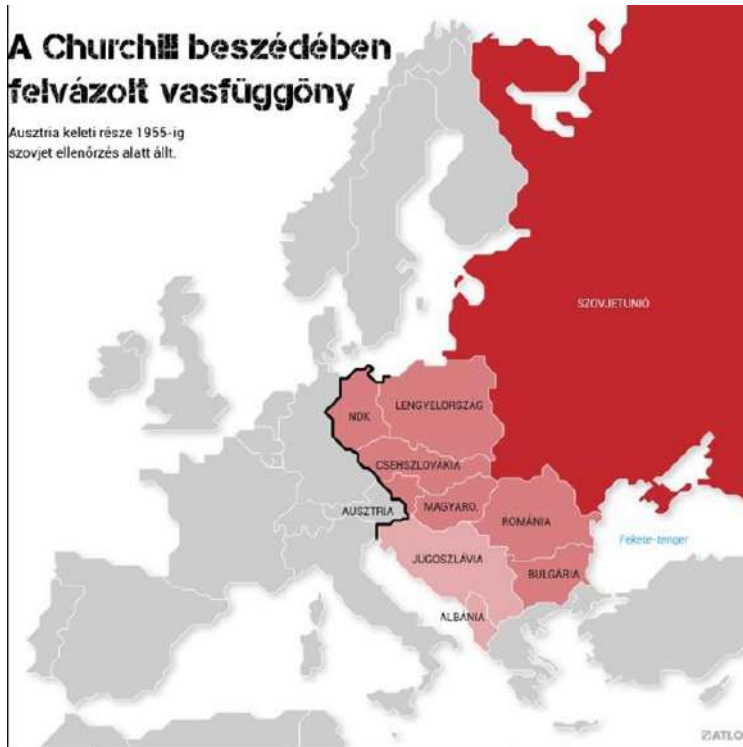 A Churchill beszédében
felvázolt vasfüggöny
Ausztria keleti része 1955-ig
szovjet ellenőrzés alatt állt.
SZOVJETUNIÓ
LENGYELORSZÁG
NDK
CSEHSZLOVÁKIA
AUSZTRIA
MAGYARO.
ROMÁNIA
Fekete-tenger
JUGOSZLÁVIA
BULGÁRIA
ALBÁNIA
ATLO